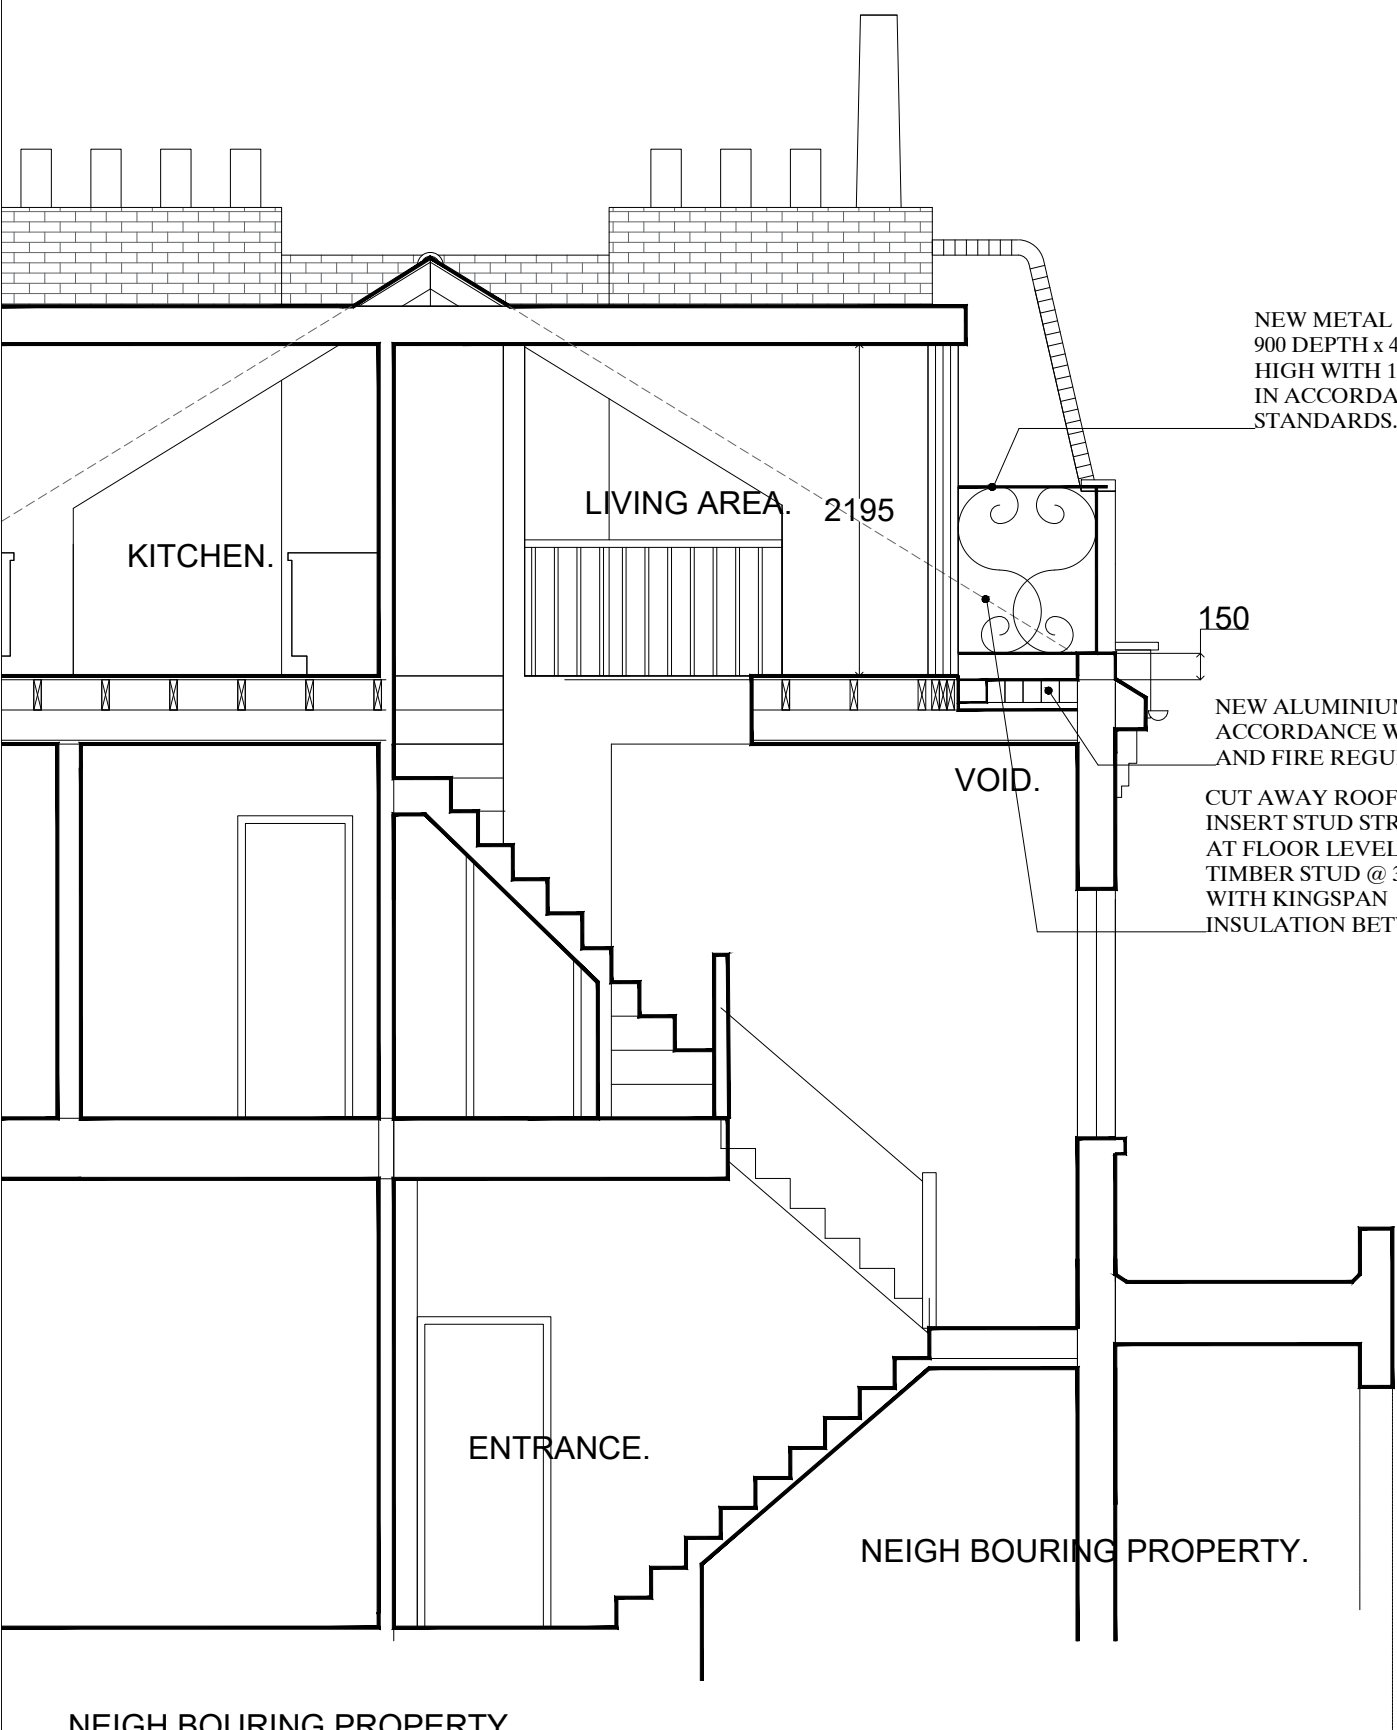 NEW METAL
900 DEPTH x 4
HIGH WITH 1
IN ACCORDA
STANDARDS.
LIVING AREA. 2195
KITCHEN.
150
NEW ALUMINIUM
ACCORDANCE W
AND FIRE REGU
VOID.
CUT AWAY ROOF
INSERT STUD STR
AT FLOOR LEVEL
TIMBER STUD @ 3
WITH KINGSPAN
INSULATION BET
ENTRANCE.
NEIGH BOURING PROPERTY.
NEIGH BOURING PROPERTY